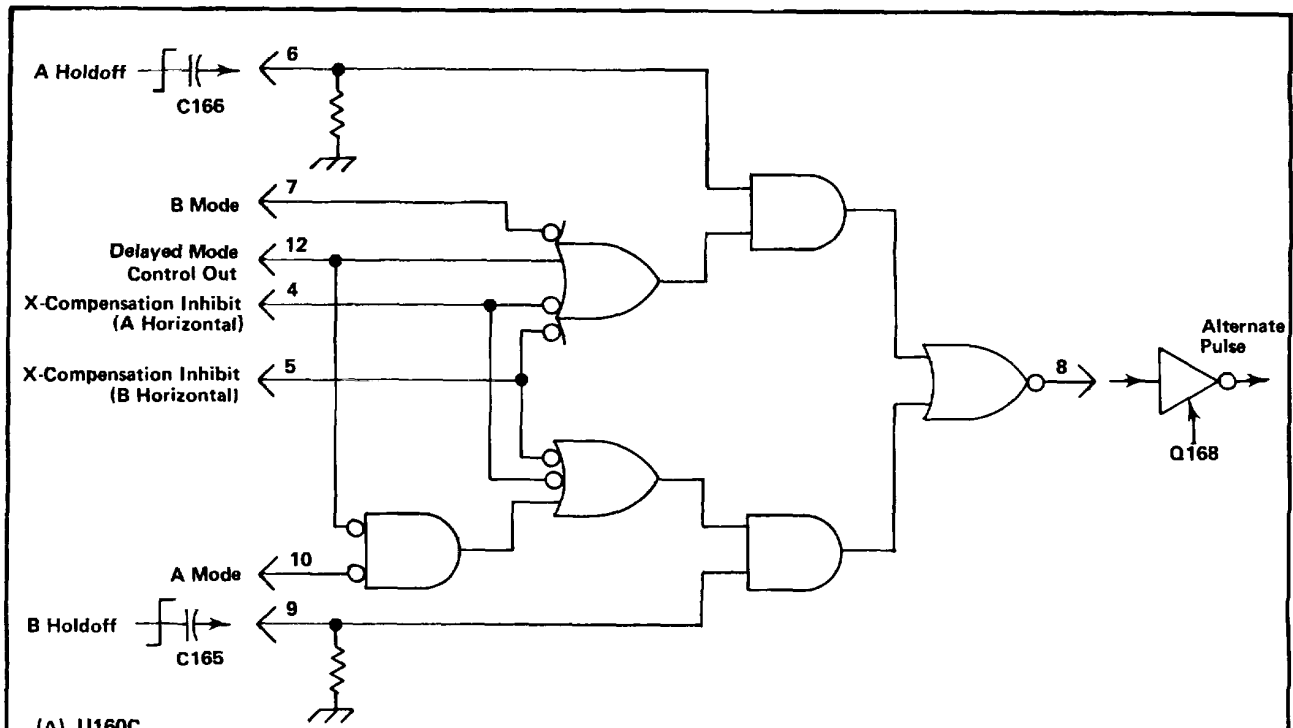 A Holdoff
C166
6
B Mode
7
Delayed Mode
Control Out
12
X-Compensation Inhibit
(A Horizontal)
4
X-Compensation Inhibit
(B Horizontal)
5
A Mode
10
B Holdoff
C165
9
8
Alternate
Pulse
Q168
(A) U160C